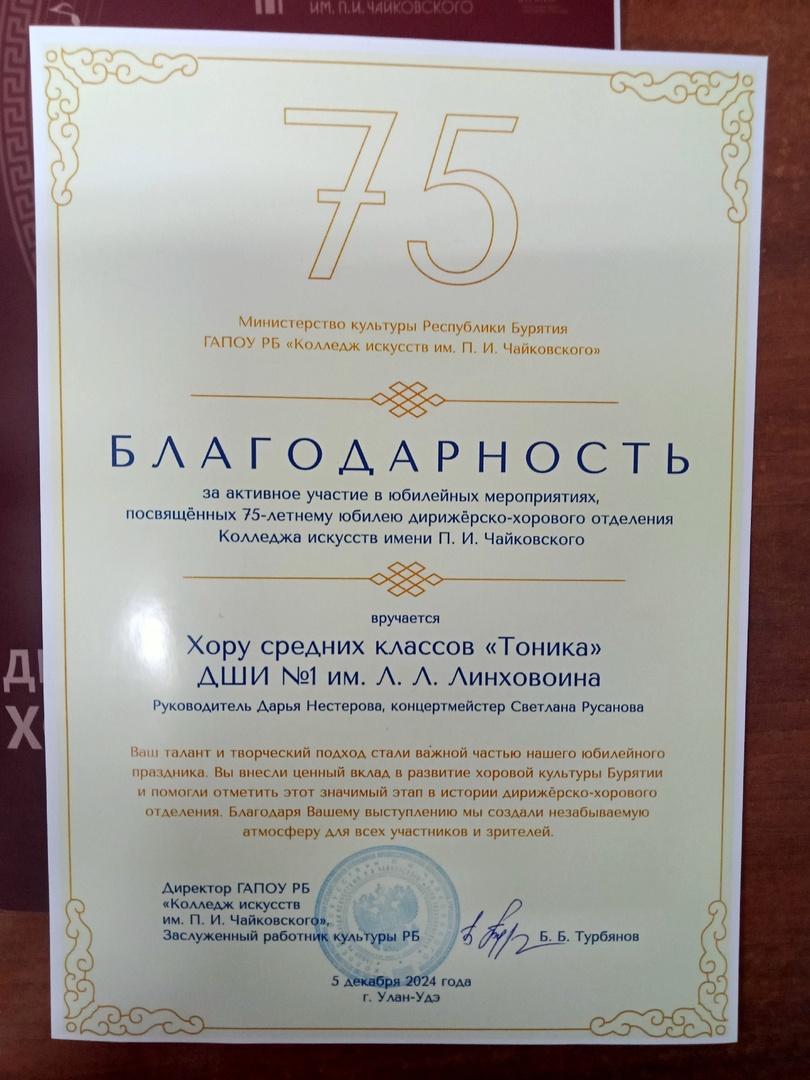 ИМ. П.И. ЧАЙКОВСКОГО
75
Министерство культуры Республики Бурятия
ГАПОУ РБ «Колледж искусств им. П. И. Чайковского»
БЛАГОДАРНОСТЬ
за активное участие в юбилейных мероприятиях,
посвящённых 75-летнему юбилею дирижёрско-хорового отделения
Колледжа искусств имени П. И. Чайковского
вручается
Хору средних классов «Тоника»
ДШИ №1 им. Л. Л. Линховоина
Руководитель Дарья Нестерова, концертмейстер Светлана Русанова
Ваш талант и творческий подход стали важной частью нашего юбилейного
праздника. Вы внесли ценный вклад в развитие хоровой культуры Бурятии
и помогли отметить этот значимый этап в истории дирижёрско-хорового
отделения. Благодаря Вашему выступлению мы создали незабываемую
атмосферу для всех участников и зрителей.
Директор ГАПОУ РБ
«Колледж искусств
им. П. И. Чайковского»,
Заслуженный работник культуры РБ
Б. Б. Турбянов
5 декабря 2024 года
г. Улан-Удэ